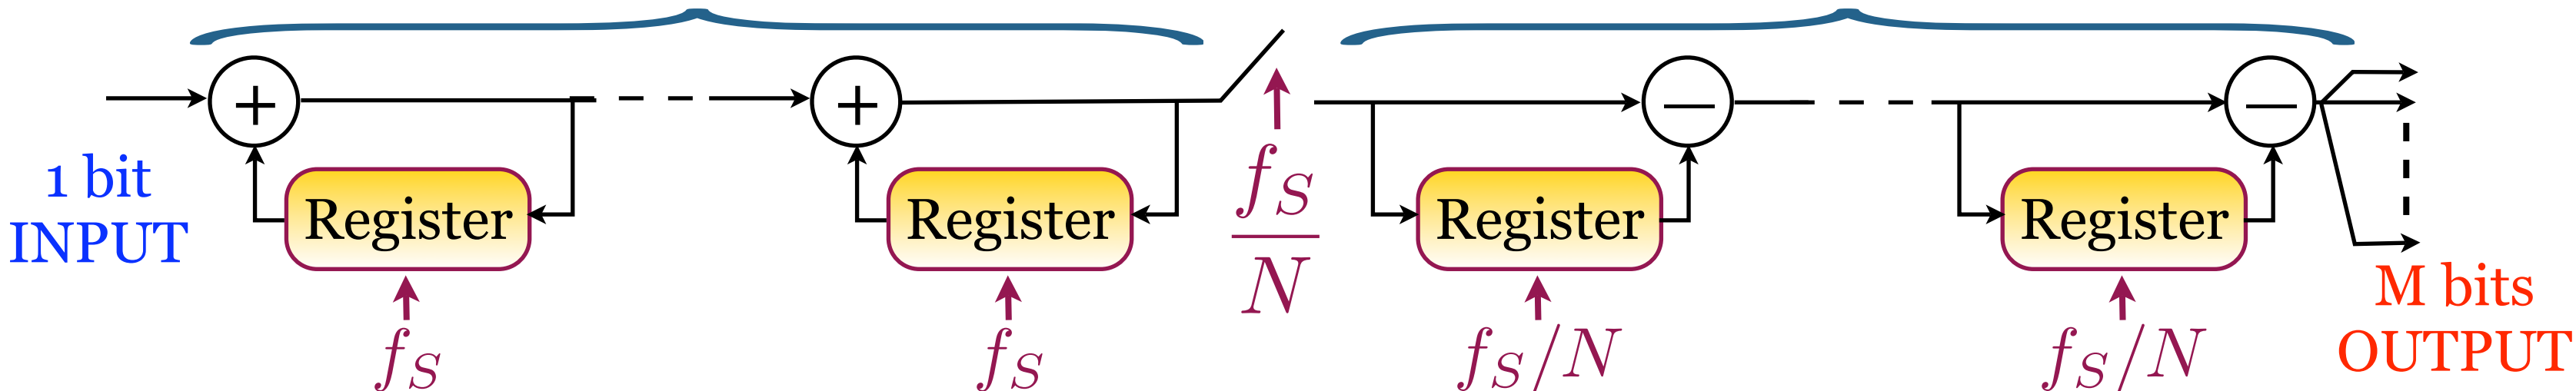 +
+
−
−
1 bit
INPUT
Register
Register
f_S
N
Register
Register
M bits
OUTPUT
f_S
f_S
f_S/N
f_S/N